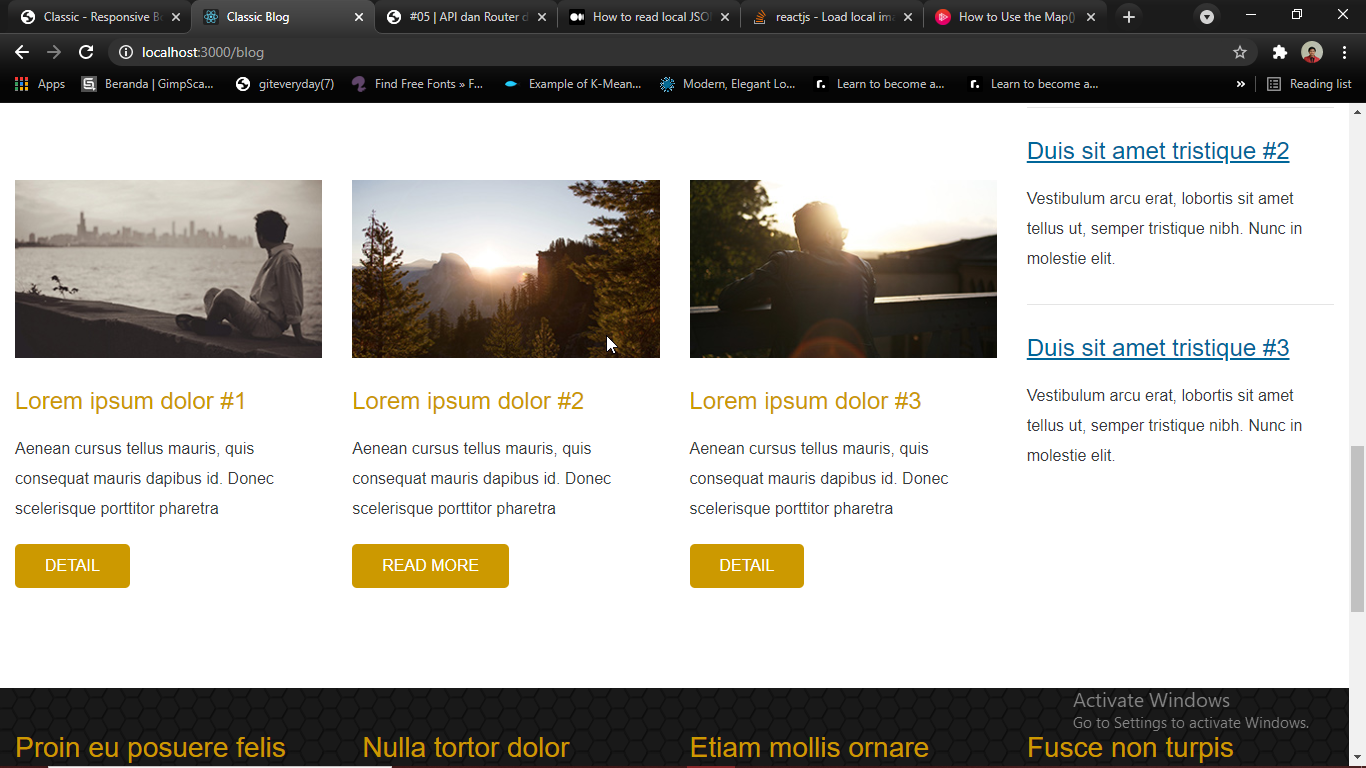 Classic - Responsive Bo
Classic Blog
#05 | API dan Router d
How to read local JSO
reactjs - Load local ima
How to Use the Map()
localhost:3000/blog
Apps
Beranda | GimpSca...
giteveryday(7)
Find Free Fonts » F...
Example of K-Mean...
Modern, Elegant Lo...
Learn to become a...
Learn to become a...
»
Reading list
Duis sit amet tristique #2
Vestibulum arcu erat, lobortis sit amet
tellus ut, semper tristique nibh. Nunc in
molestie elit.
Duis sit amet tristique #3
Vestibulum arcu erat, lobortis sit amet
tellus ut, semper tristique nibh. Nunc in
molestie elit.
Lorem ipsum dolor #1
Aenean cursus tellus mauris, quis
consequat mauris dapibus id. Donec
scelerisque porttitor pharetra
DETAIL
Lorem ipsum dolor #2
Aenean cursus tellus mauris, quis
consequat mauris dapibus id. Donec
scelerisque porttitor pharetra
READ MORE
Lorem ipsum dolor #3
Aenean cursus tellus mauris, quis
consequat mauris dapibus id. Donec
scelerisque porttitor pharetra
DETAIL
Activate Windows
Go to Settings to activate Windows.
Proin eu posuere felis
Nulla tortor dolor
Etiam mollis ornare
Fusce non turpis